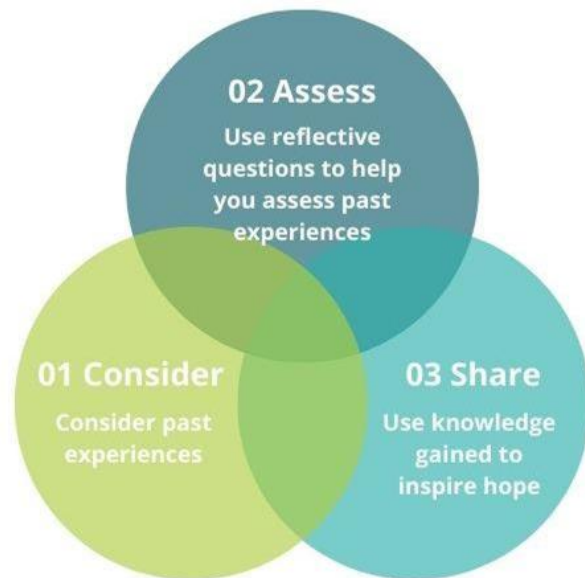 02 Assess
Use reflective
questions to help
you assess past
experiences
01 Consider
Consider past
experiences
03 Share
Use knowledge
gained to
inspire hope